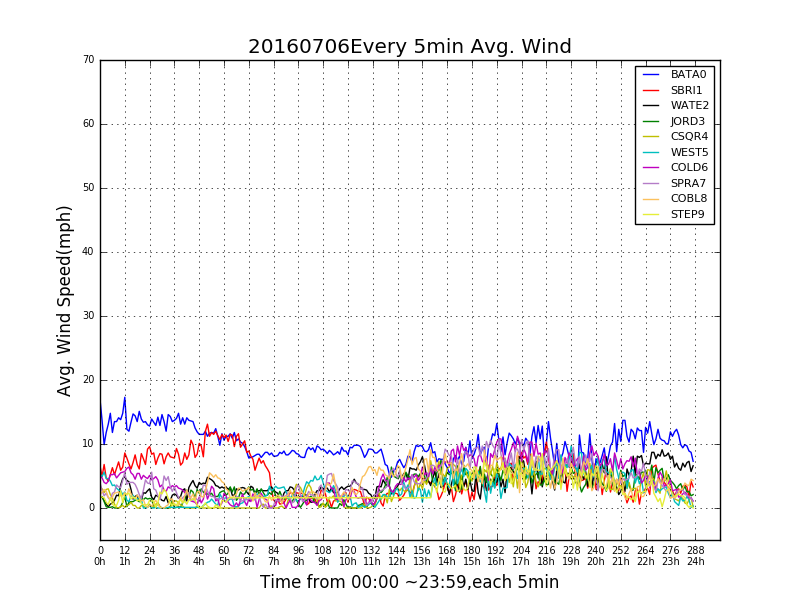 20160706Every 5min Avg. Wind
70
60
50
40
30
20
10
0
Avg. Wind Speed(mph)
BATA0
SBRI1
WATE2
JORD3
CSQR4
WEST5
COLD6
SPRA7
COBL8
STEP9
0 12 24 36 48 60 72 84 96 108 120 132 144 156 168 180 192 204 216 228 240 252 264 276 288
0h 1h 2h 3h 4h 5h 6h 7h 8h 9h 10h 11h 12h 13h 14h 15h 16h 17h 18h 19h 20h 21h 22h 23h 24h
Time from 00:00 ~23:59,each 5min